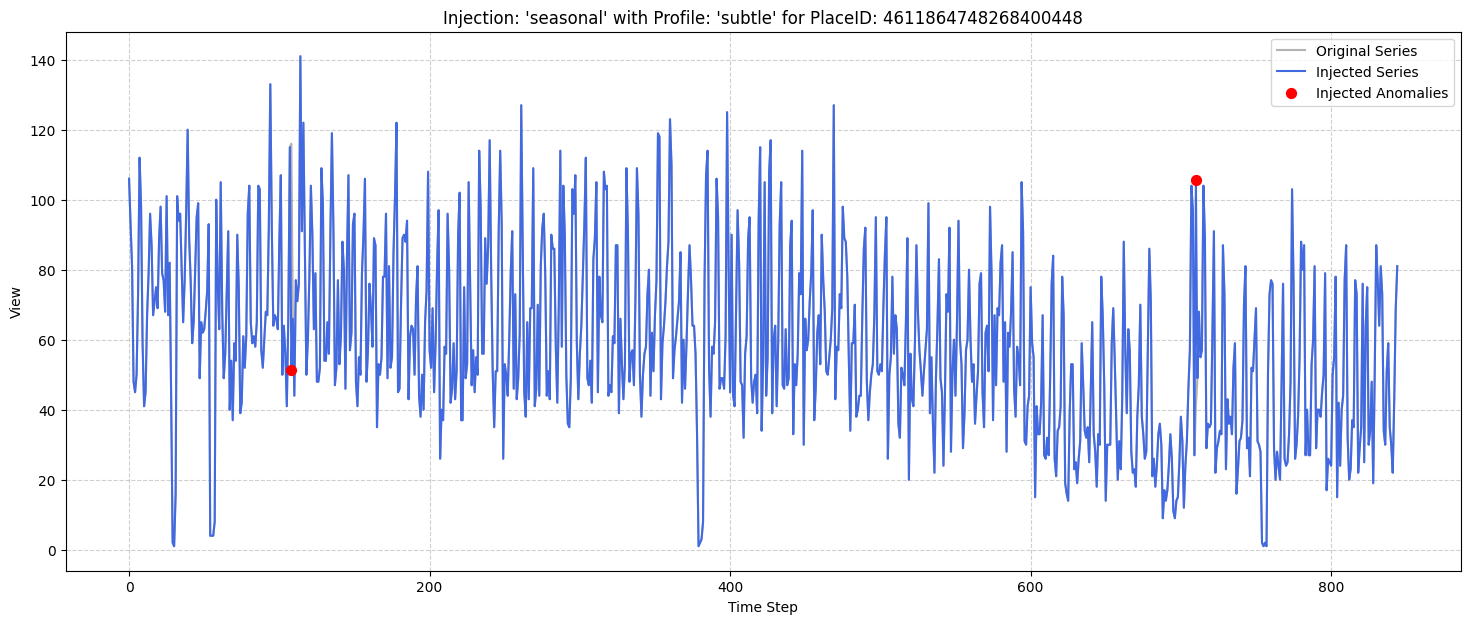 Injection: 'seasonal' with Profile: 'subtle' for PlaceID: 4611864748268400448
Original Series
Injected Series
Injected Anomalies
View
140
120
100
80
60
40
20
0
0
200
400
600
800
Time Step